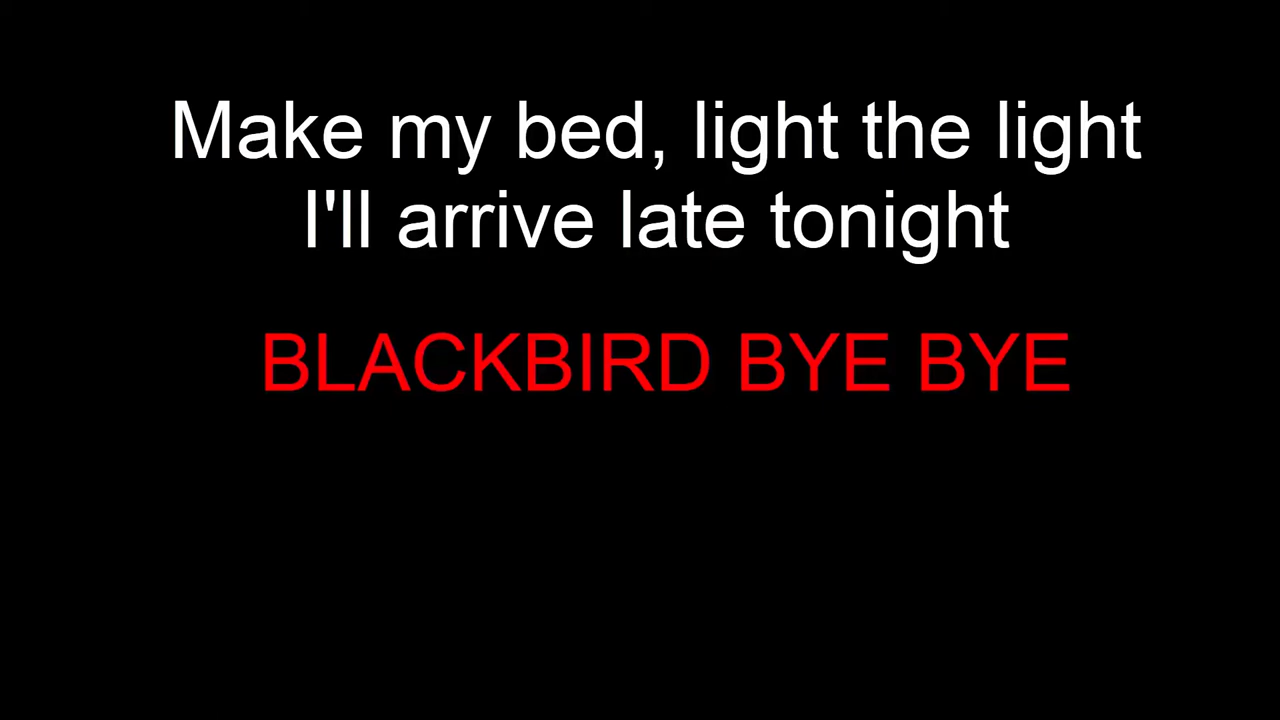 Make my bed, light the light
I'll arrive late tonight
BLACKBIRD BYE BYE